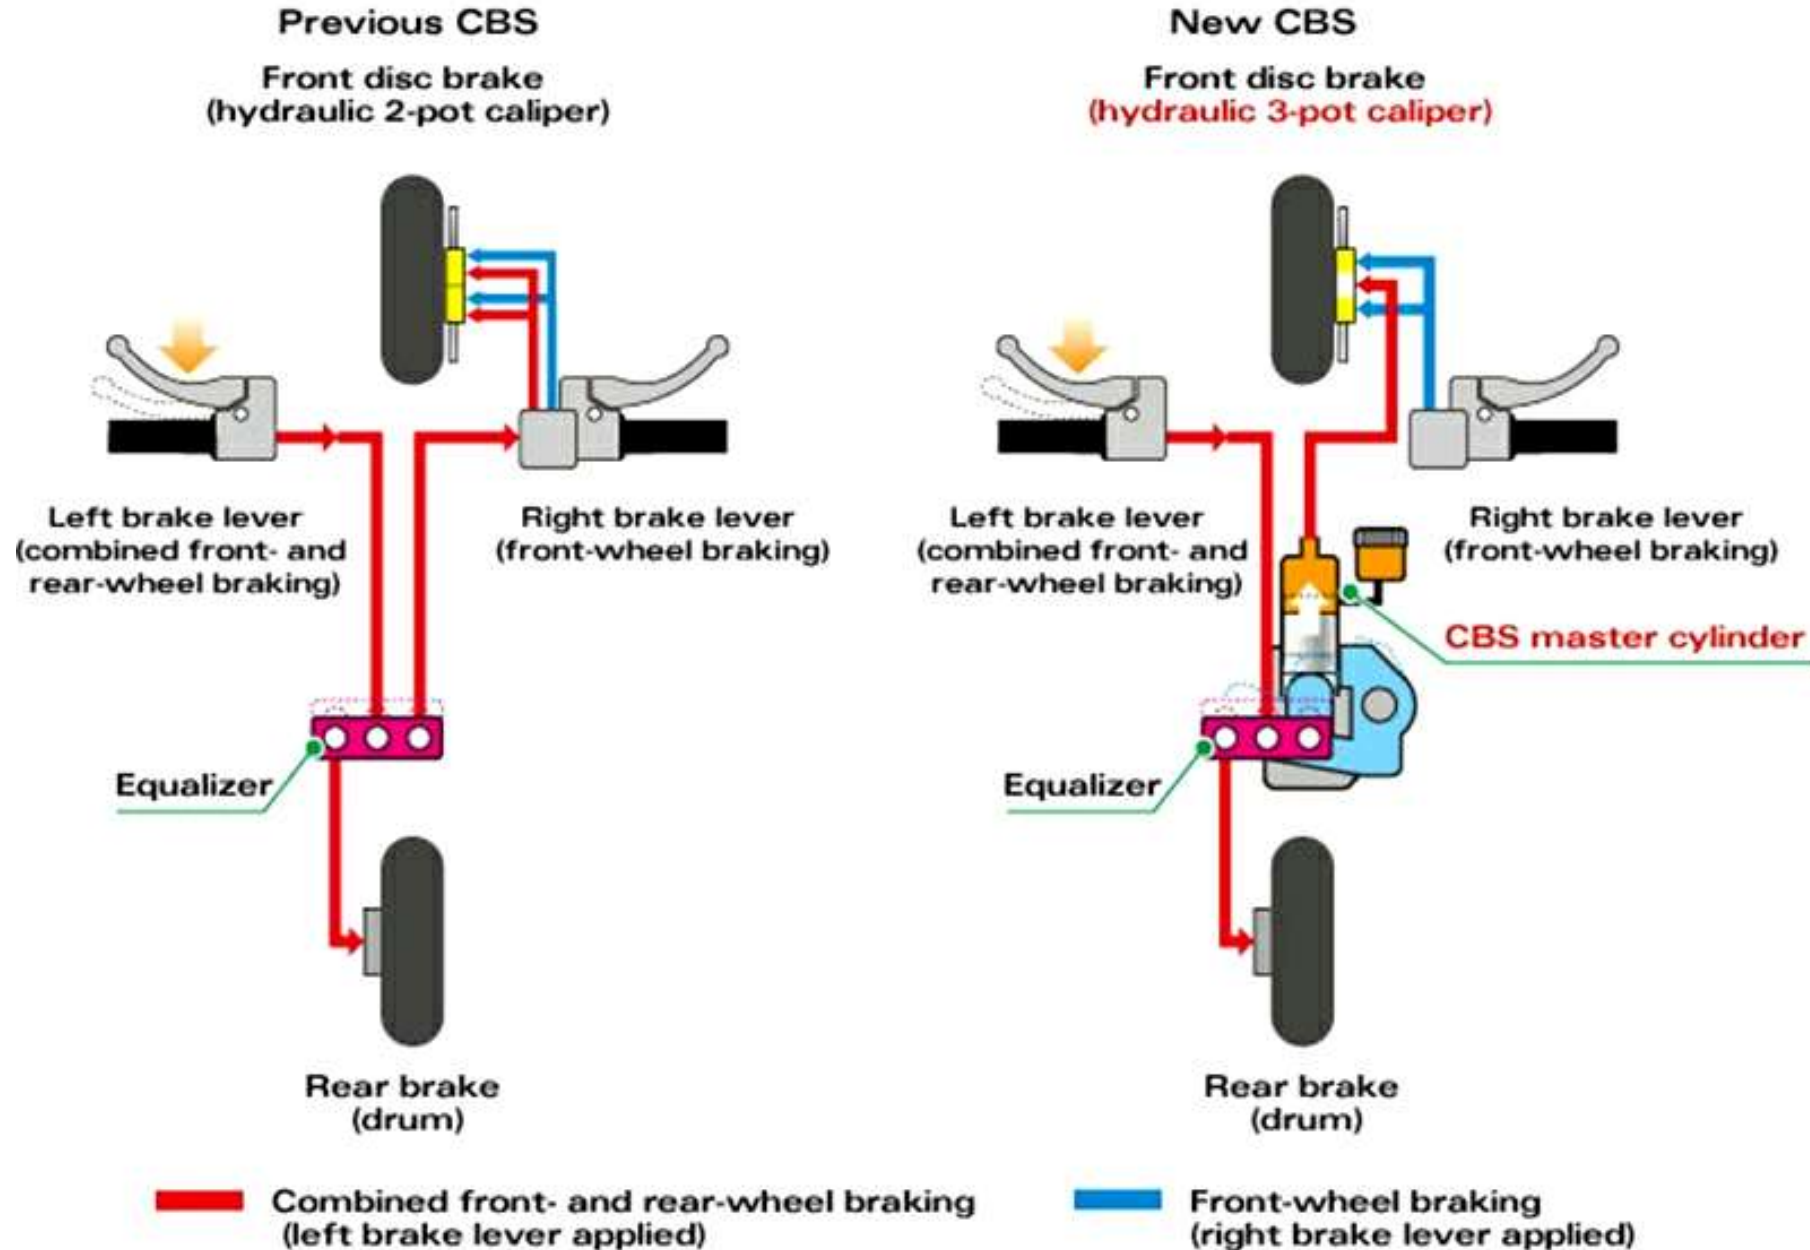 Previous CBS
Front disc brake
(hydraulic 2-pot caliper)
Left brake lever
(combined front- and
rear-wheel braking)
Right brake lever
(front-wheel braking)
Equalizer
Rear brake
(drum)
New CBS
Front disc brake
(hydraulic 3-pot caliper)
Left brake lever
(combined front- and
rear-wheel braking)
Right brake lever
(front-wheel braking)
CBS master cylinder
Equalizer
Rear brake
(drum)
Combined front- and rear-wheel braking
(left brake lever applied)
Front-wheel braking
(right brake lever applied)